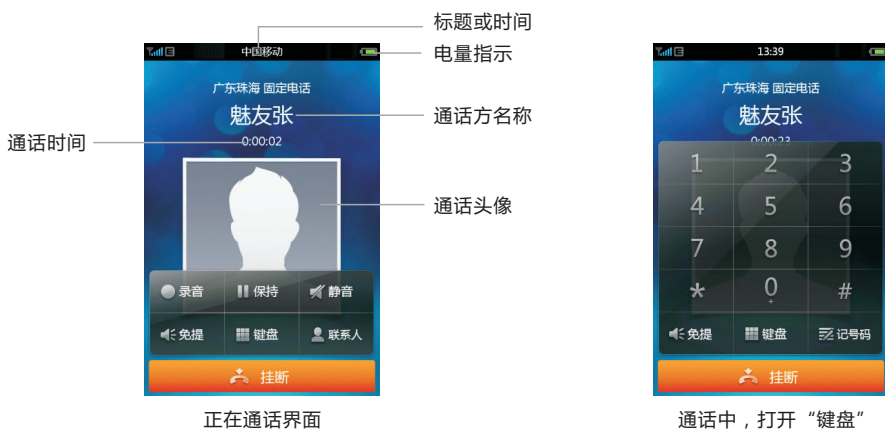 标题或时间
中国移动
电量指示
广东珠海 固定电话
魅友张
通话方名称
通话时间
0:00:02
通话头像
录音 保持 静音
免提 键盘 联系人
挂断
正在通话界面
13:39
广东珠海 固定电话
魅友张
0:00:23
1 2 3
4 5 6
7 8 9
* 0 #
+
免提 键盘 记号码
挂断
通话中，打开“键盘”